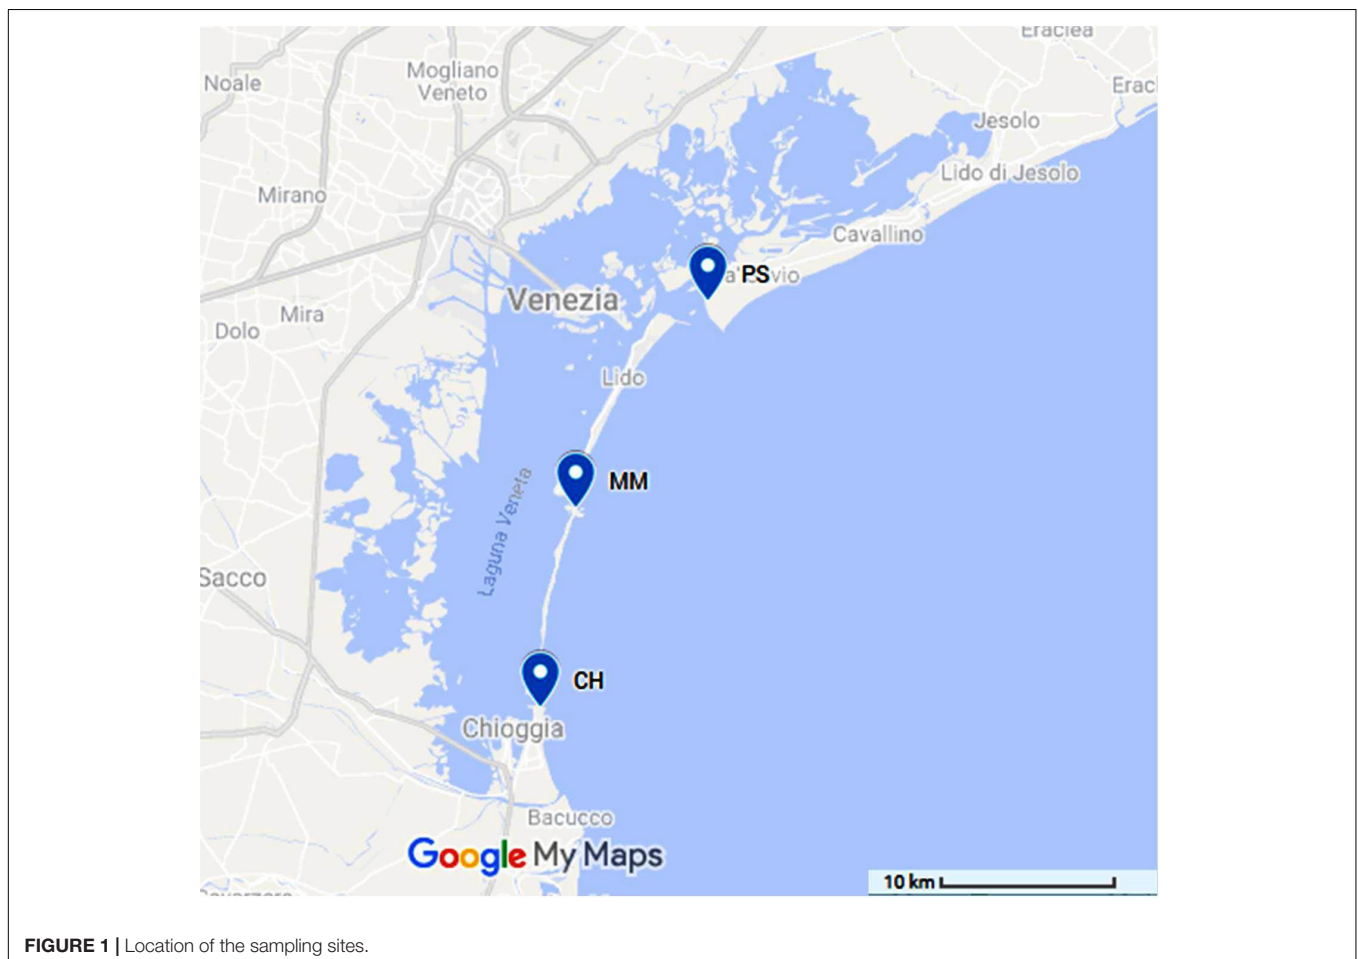 Eraclea
Noale
Mogliano
Veneto
Jesolo
Lido di Jesolo
Mirano
Cavallino
PS
Venezia
Mira
Dolo
Lido
MM
Laguna Veneta
Sacco
CH
Chioggia
Bacucco
Google My Maps
10 km
FIGURE 1 | Location of the sampling sites.